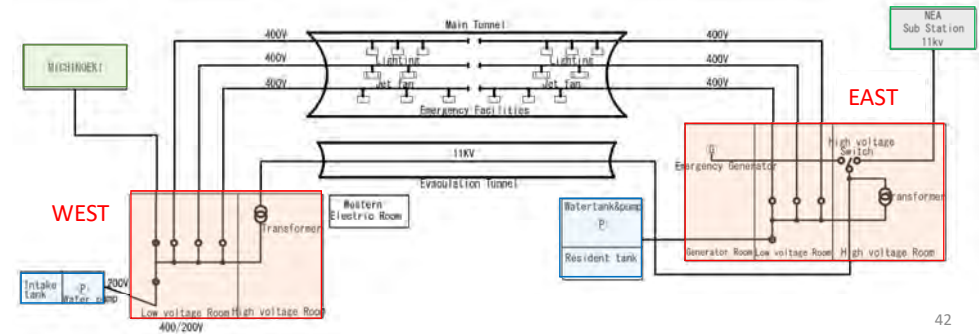 NEA
Sub Station
11kv
Main Tunnel
400V
400V
400V
400V
400V
400V
Lighting
Lighting
Jet fan
Jet fan
Emergency Facilities
MICHINOEKI
EAST
High voltage
Switch
Emergency Generator
Transformer
Generator Room
Low voltage Room
High voltage Room
11KV
Evaculation Tunnel
WEST
Western
Electric Room
Transformer
Watertank&pump
P
Resident tank
Intake
tank
P
Water pump
200V
Low voltage Room
High voltage Room
400/200V
42